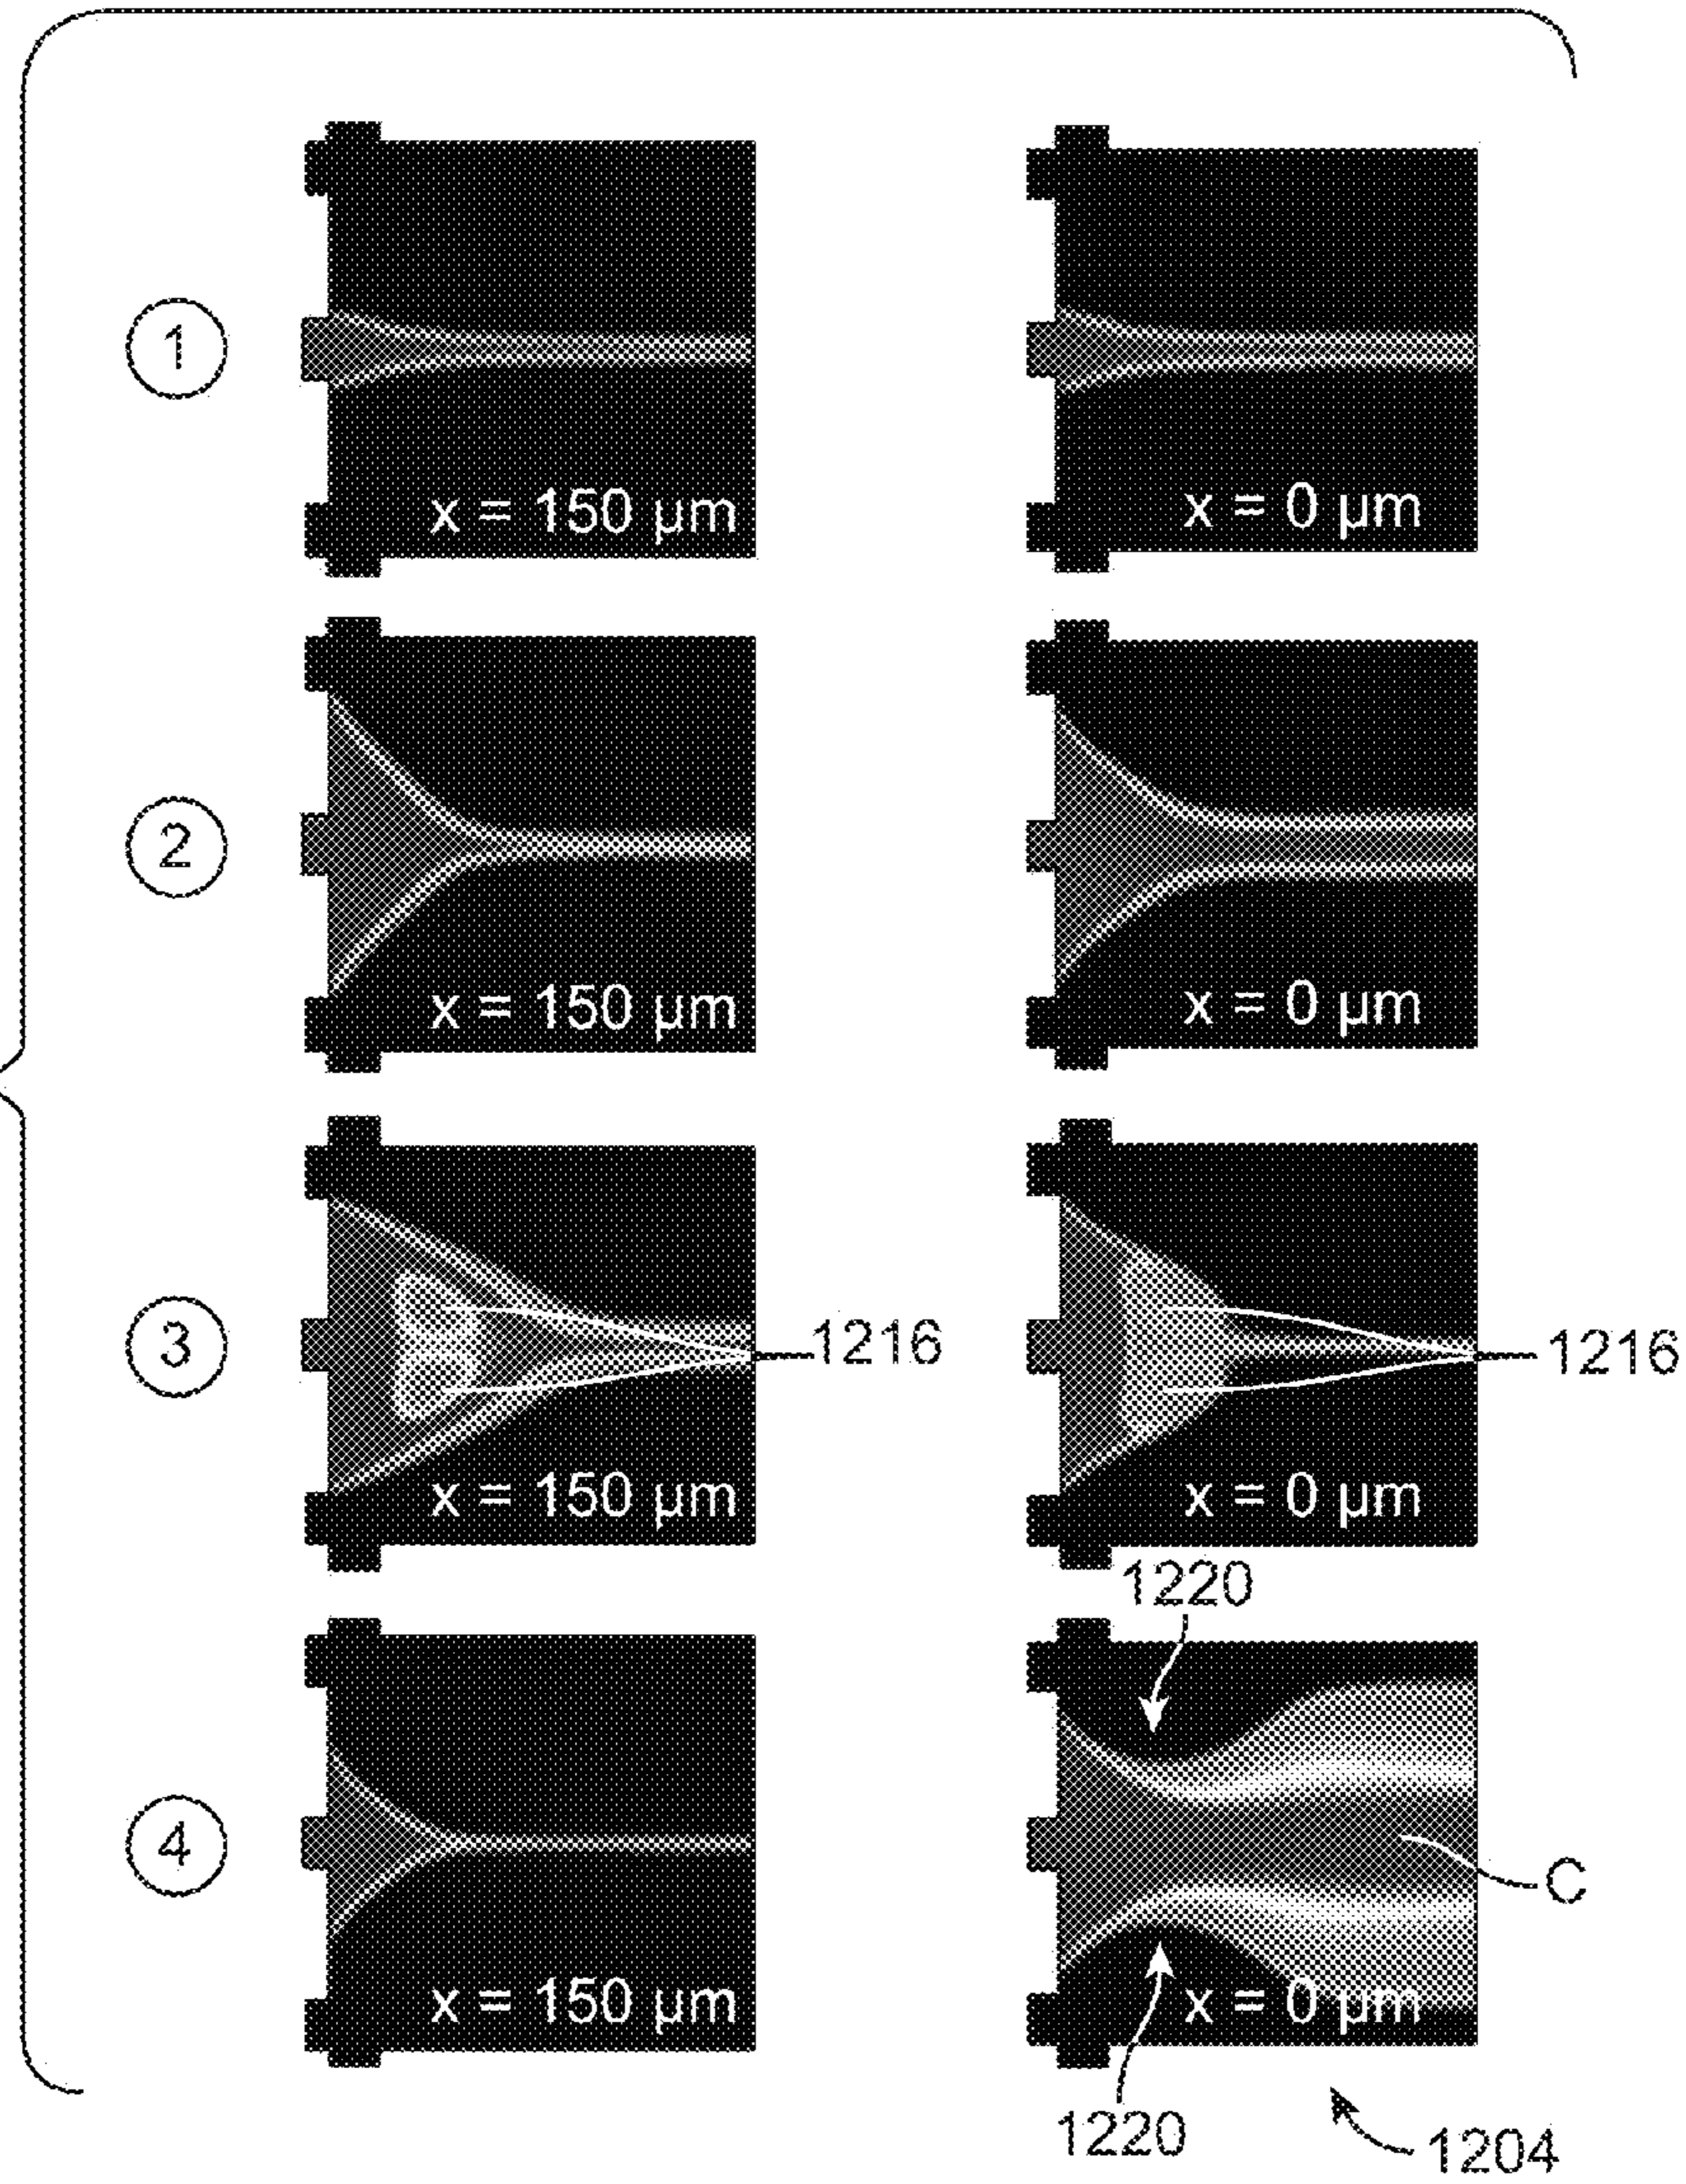 1
x = 150 µm
x = 0 µm
2
x = 150 µm
x = 0 µm
3
1216
1216
x = 150 µm
x = 0 µm
1220
4
C
x = 150 µm
x = 0 µm
1220
1204